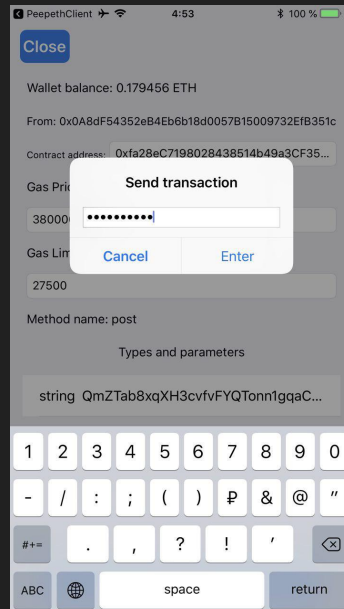 PeepethClient 4:53 100 %
Close
Wallet balance: 0.179456 ETH
From: 0x0A8dF54352eB4Eb6b18d0057B15009732EfB351c
Contract address: 0xfa28eC7198028438514b49a3CF35...
Gas Pric
Send transaction
38000
••••••••••
Gas Lim
Cancel Enter
27500
Method name: post
Types and parameters
string QmZTab8xqXH3cvfvFYQTonn1gqaC...
1 2 3 4 5 6 7 8 9 0
- / : ; ( ) ₽ & @ "
#+= . , ? ! '
ABC space return